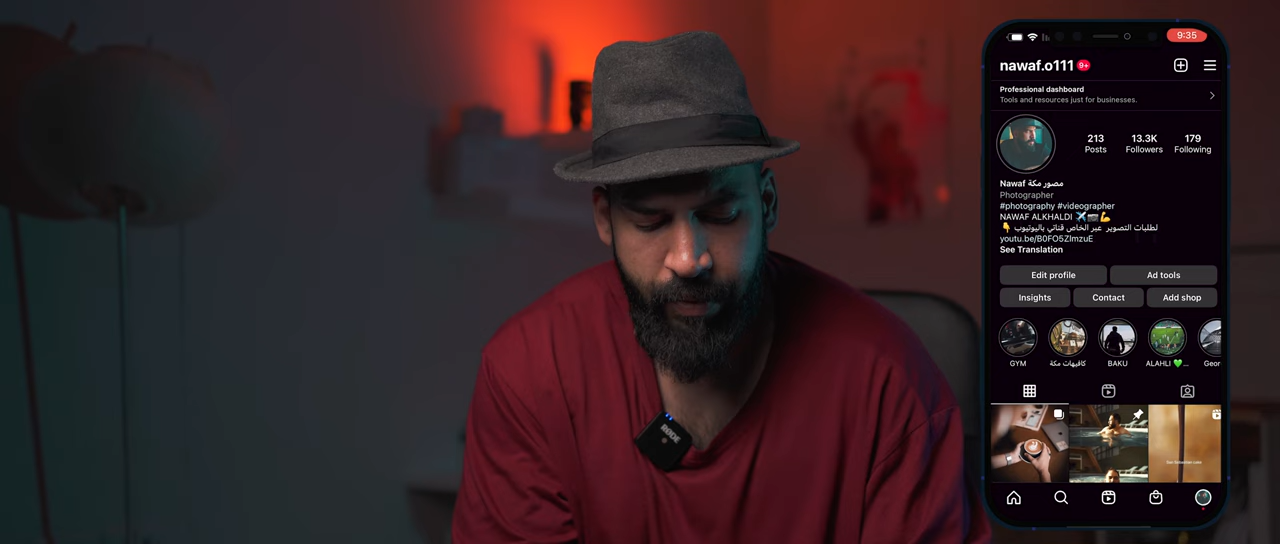 RØDE
9:35
nawaf.o111 9+
Professional dashboard
Tools and resources just for businesses.
213 13.3K 179
Posts Followers Following
Nawaf مصور مكة
Photographer
#photography #videographer
NAWAF ALKHALDI ✈️📷💪
لطلبات التصوير عبر الخاص قناتي باليوتيوب 👇
youtu.be/B0FO5ZlmzuE
See Translation
Edit profile Ad tools
Insights Contact Add shop
GYM كافيهات مكة BAKU ALAHLI 💚... Geor